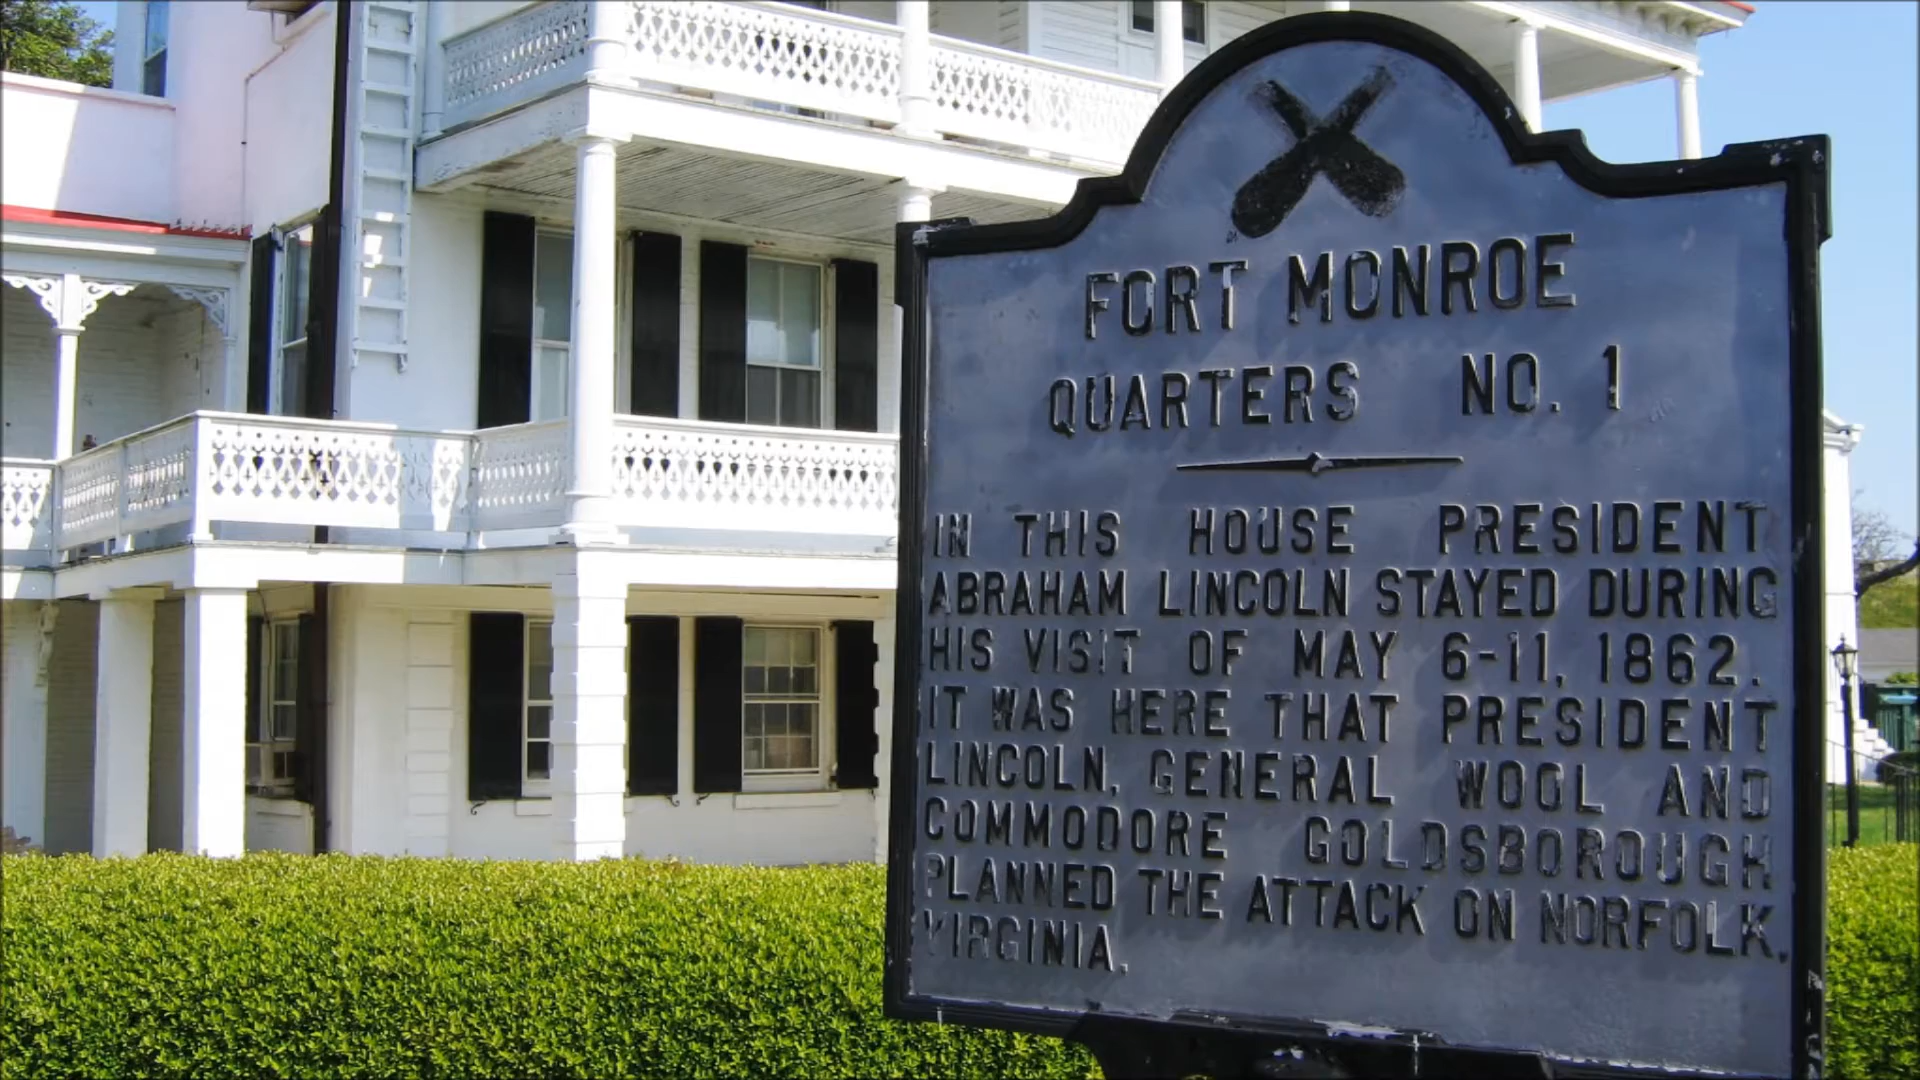 FORT MONROE
QUARTERS NO. 1
IN THIS HOUSE PRESIDENT
ABRAHAM LINCOLN STAYED DURING
HIS VISIT OF MAY 6-11, 1862.
IT WAS HERE THAT PRESIDENT
LINCOLN, GENERAL WOOL AND
COMMODORE GOLDSBOROUGH
PLANNED THE ATTACK ON NORFOLK,
VIRGINIA.